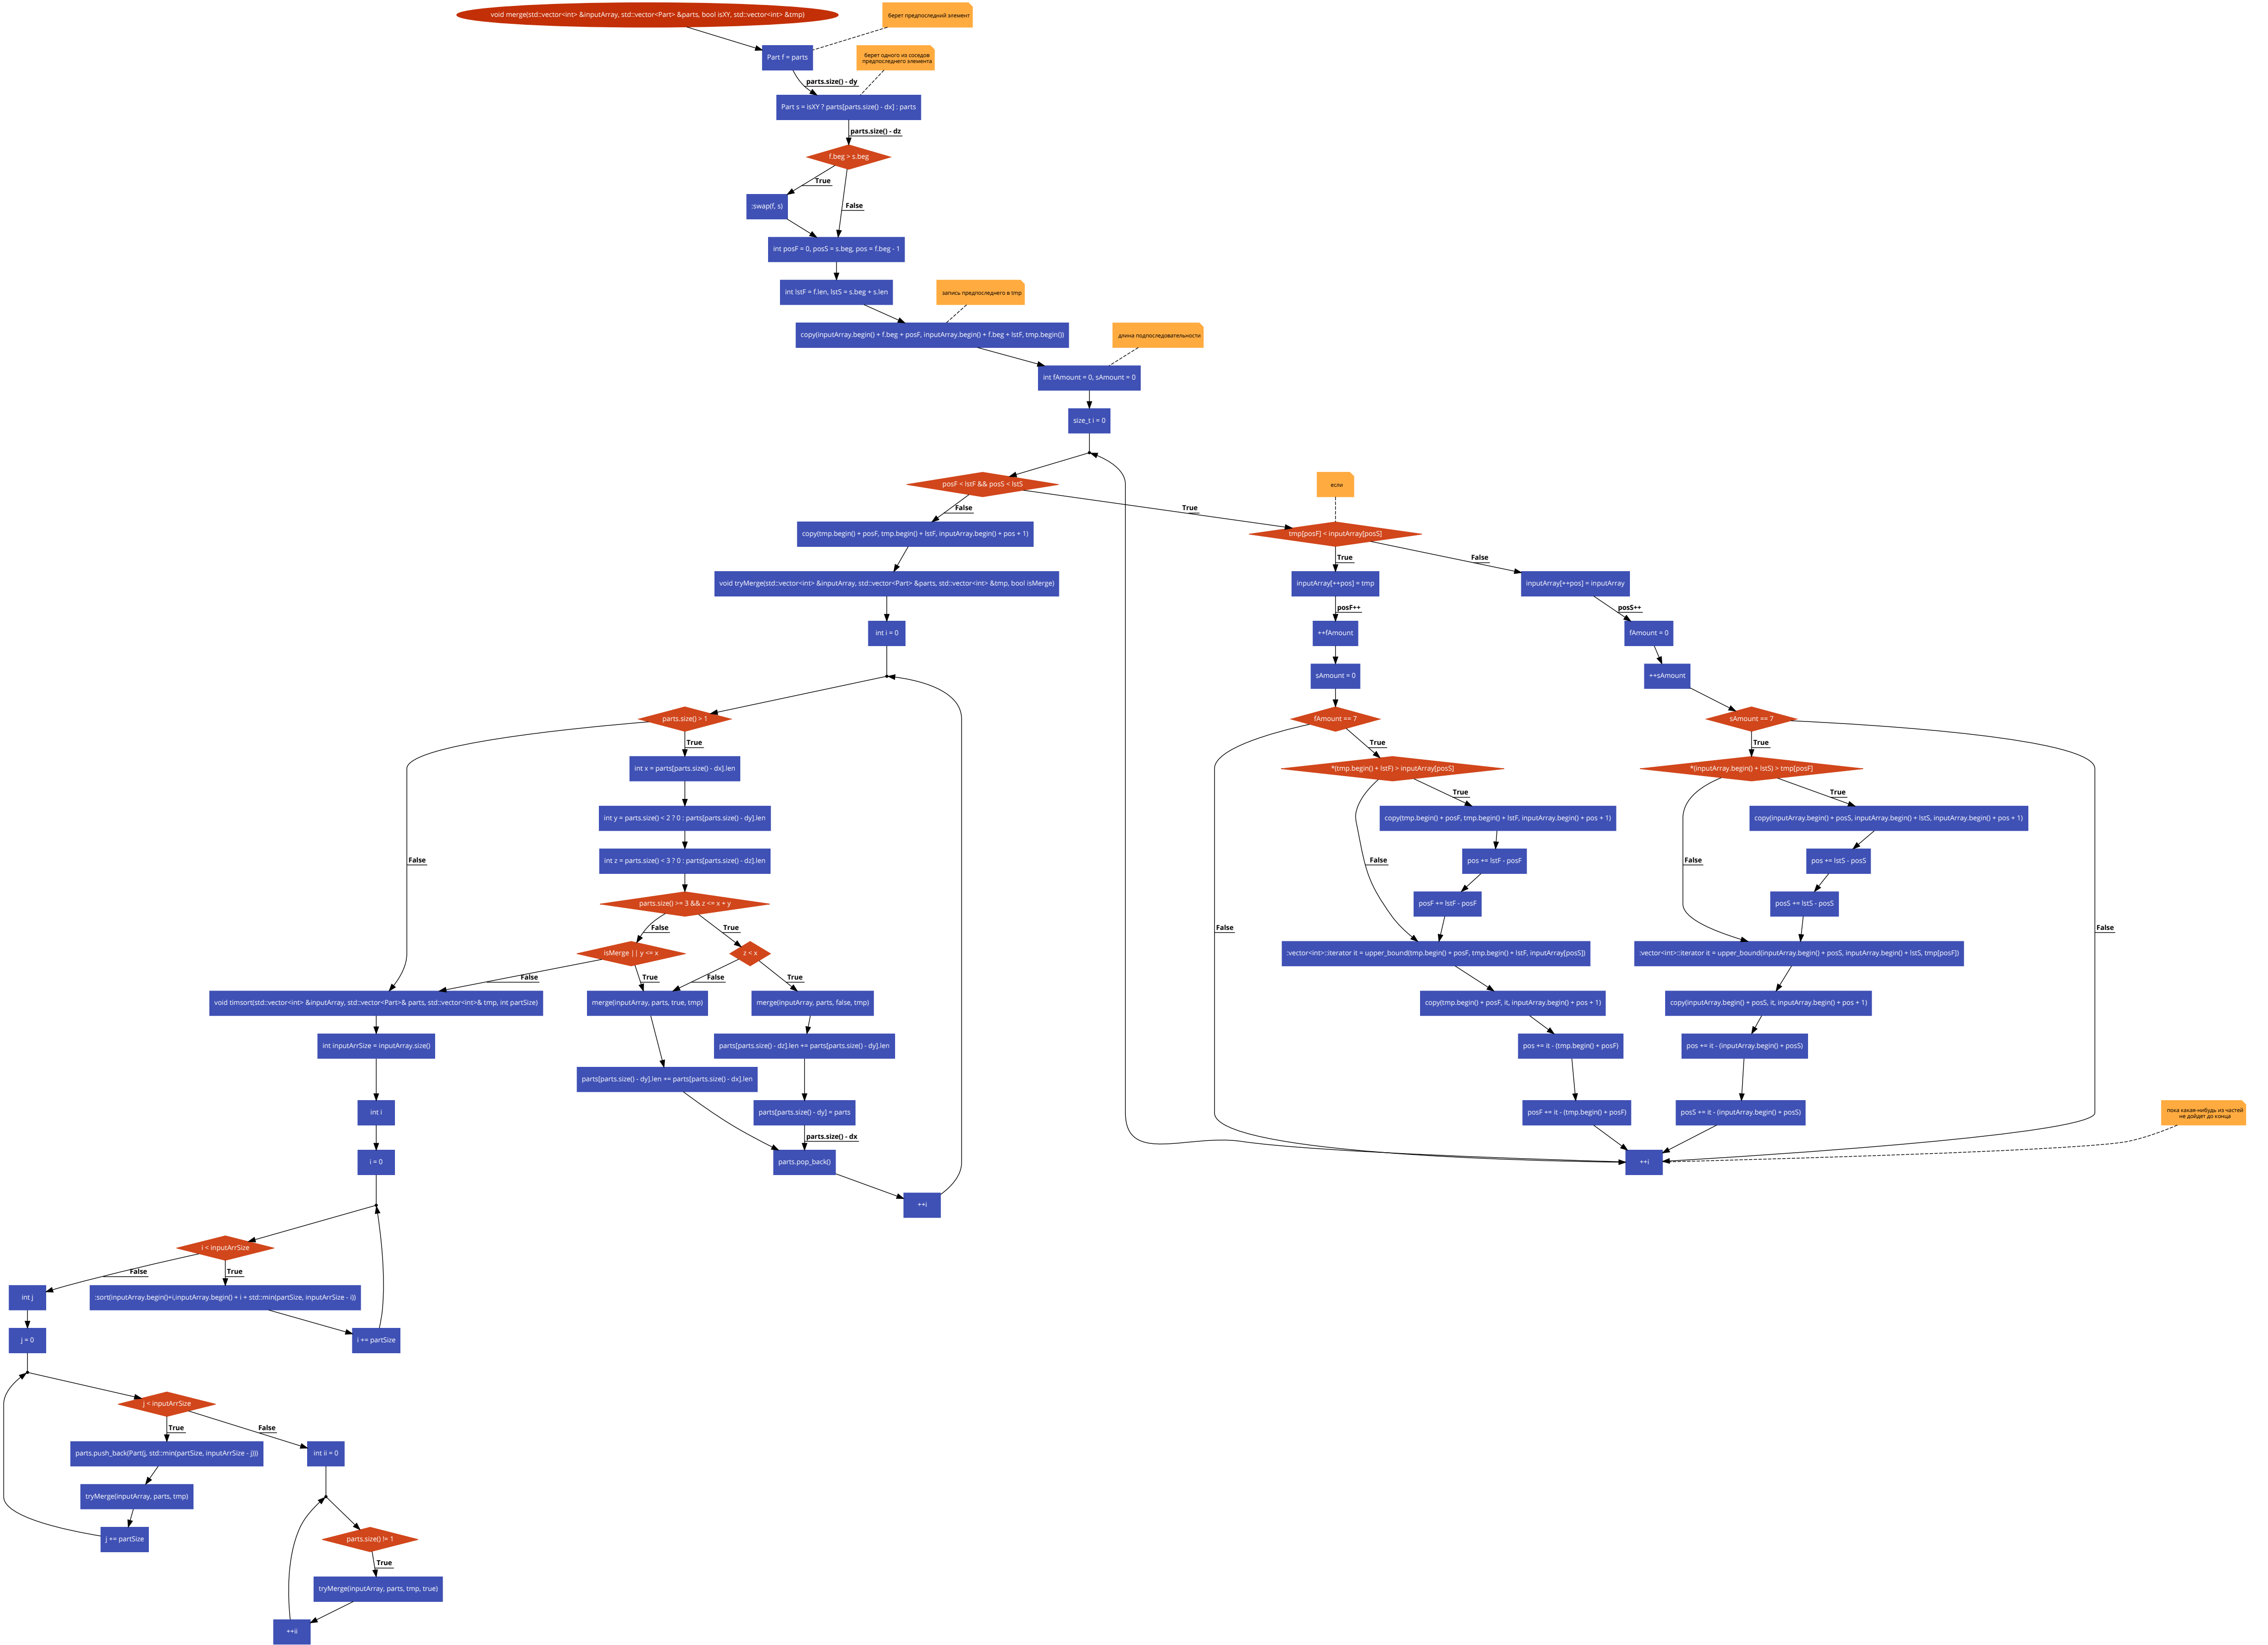 void merge(std::vector<int> &inputArray, std::vector<Part> &parts, bool isXY, std::vector<int> &tmp)
берет предпоследний элемент
Part f = parts
берет одного из соседов
предпоследнего элемента
parts.size() - dy
Part s = isXY ? parts[parts.size() - dx] : parts
parts.size() - dz
f.beg > s.beg
True
:swap(f, s)
False
int posF = 0, posS = s.beg, pos = f.beg - 1
int lstF = f.len, lstS = s.beg + s.len
запись предпоследнего в tmp
copy(inputArray.begin() + f.beg + posF, inputArray.begin() + f.beg + lstF, tmp.begin())
длина подпоследовательности
int fAmount = 0, sAmount = 0
size_t i = 0
posF < lstF && posS < lstS
если
False
True
copy(tmp.begin() + posF, tmp.begin() + lstF, inputArray.begin() + pos + 1)
tmp[posF] < inputArray[posS]
True
False
void tryMerge(std::vector<int> &inputArray, std::vector<Part> &parts, std::vector<int> &tmp, bool isMerge)
inputArray[++pos] = tmp
inputArray[++pos] = inputArray
posF++
posS++
int i = 0
++fAmount
fAmount = 0
sAmount = 0
++sAmount
parts.size() > 1
fAmount == 7
sAmount == 7
True
True
True
int x = parts[parts.size() - dx].len
*(tmp.begin() + lstF) > inputArray[posS]
*(inputArray.begin() + lstS) > tmp[posF]
True
True
int y = parts.size() < 2 ? 0 : parts[parts.size() - dy].len
copy(tmp.begin() + posF, tmp.begin() + lstF, inputArray.begin() + pos + 1)
copy(inputArray.begin() + posS, inputArray.begin() + lstS, inputArray.begin() + pos + 1)
False
int z = parts.size() < 3 ? 0 : parts[parts.size() - dz].len
False
pos += lstF - posF
False
pos += lstS - posS
parts.size() >= 3 && z <= x + y
posF += lstF - posF
posS += lstS - posS
False
True
False
False
isMerge || y <= x
z < x
:vector<int>::iterator it = upper_bound(tmp.begin() + posF, tmp.begin() + lstF, inputArray[posS])
:vector<int>::iterator it = upper_bound(inputArray.begin() + posS, inputArray.begin() + lstS, tmp[posF])
False
True
False
True
void timsort(std::vector<int> &inputArray, std::vector<Part>& parts, std::vector<int>& tmp, int partSize)
merge(inputArray, parts, true, tmp)
merge(inputArray, parts, false, tmp)
copy(tmp.begin() + posF, it, inputArray.begin() + pos + 1)
copy(inputArray.begin() + posS, it, inputArray.begin() + pos + 1)
int inputArrSize = inputArray.size()
parts[parts.size() - dz].len += parts[parts.size() - dy].len
pos += it - (tmp.begin() + posF)
pos += it - (inputArray.begin() + posS)
parts[parts.size() - dy].len += parts[parts.size() - dx].len
int i
parts[parts.size() - dy] = parts
posF += it - (tmp.begin() + posF)
posS += it - (inputArray.begin() + posS)
пока какая-нибудь из частей
не дойдет до конца
parts.size() - dx
i = 0
parts.pop_back()
++i
++i
i < inputArrSize
False
True
int j
:sort(inputArray.begin()+i,inputArray.begin() + i + std::min(partSize, inputArrSize - i))
j = 0
i += partSize
j < inputArrSize
True
False
parts.push_back(Part(j, std::min(partSize, inputArrSize - j)))
int ii = 0
tryMerge(inputArray, parts, tmp)
j += partSize
parts.size() != 1
True
tryMerge(inputArray, parts, tmp, true)
++ii